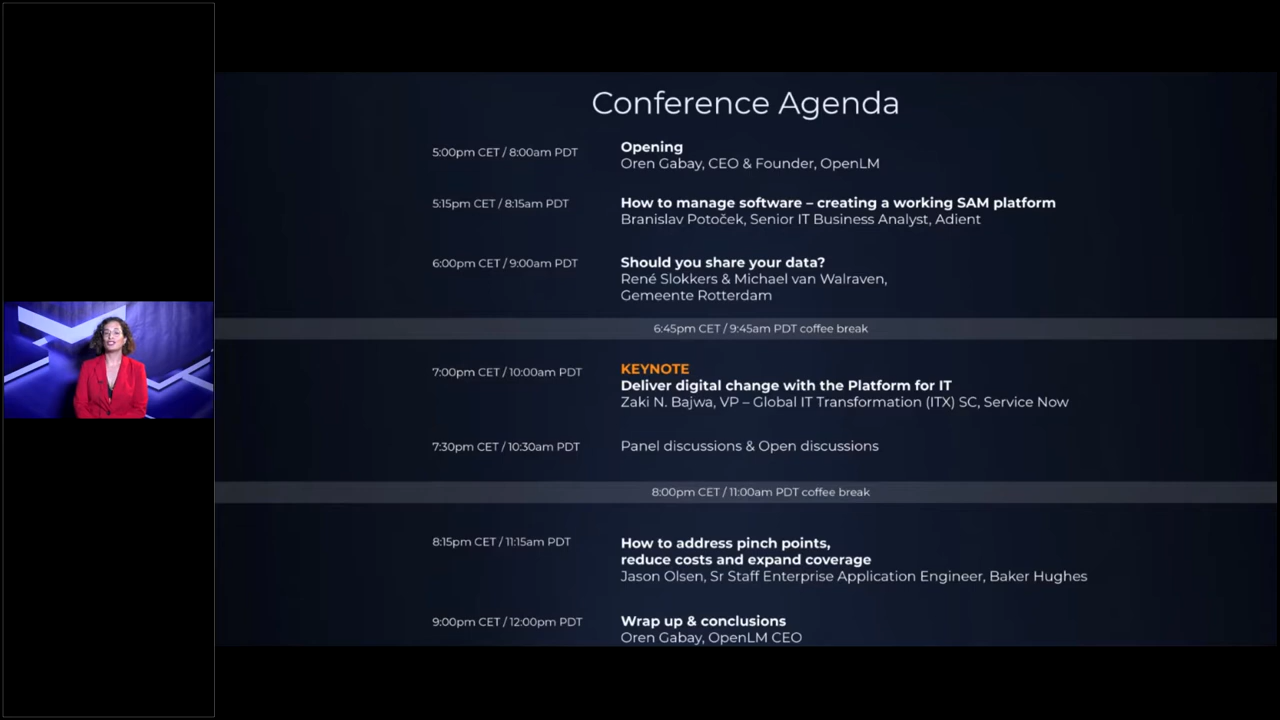 Conference Agenda
5:00pm CET / 8:00am PDT
Opening
Oren Gabay, CEO & Founder, OpenLM
5:15pm CET / 8:15am PDT
How to manage software – creating a working SAM platform
Branislav Potoček, Senior IT Business Analyst, Adient
6:00pm CET / 9:00am PDT
Should you share your data?
René Slokkers & Michael van Walraven,
Gemeente Rotterdam
6:45pm CET / 9:45am PDT coffee break
7:00pm CET / 10:00am PDT
KEYNOTE
Deliver digital change with the Platform for IT
Zaki N. Bajwa, VP – Global IT Transformation (ITX) SC, Service Now
7:30pm CET / 10:30am PDT
Panel discussions & Open discussions
8:00pm CET / 11:00am PDT coffee break
8:15pm CET / 11:15am PDT
How to address pinch points,
reduce costs and expand coverage
Jason Olsen, Sr Staff Enterprise Application Engineer, Baker Hughes
9:00pm CET / 12:00pm PDT
Wrap up & conclusions
Oren Gabay, OpenLM CEO